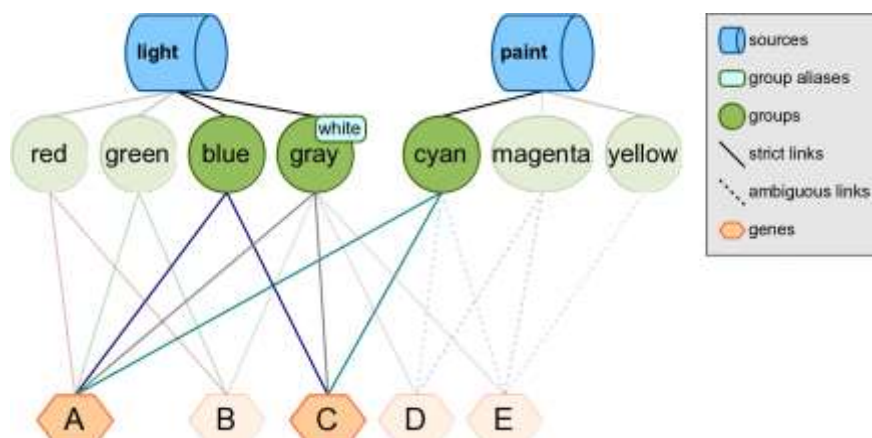 light
paint
sources
group aliases
groups
strict links
ambiguous links
genes
white
red
green
blue
gray
cyan
magenta
yellow
A
B
C
D
E